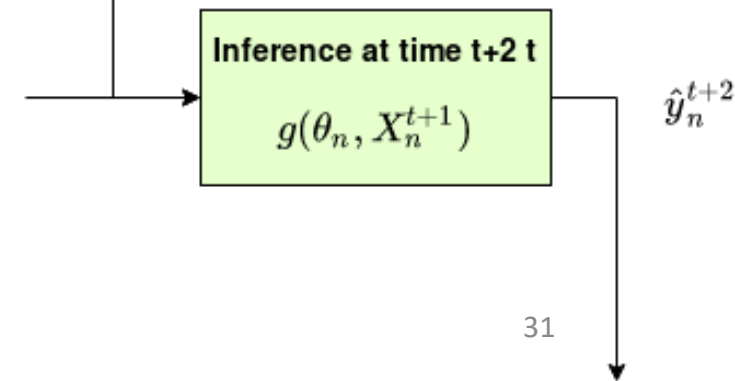 Inference at time t+2 t
g(θ_n, X_n^{t+1})
ŷ_n^{t+2}
31